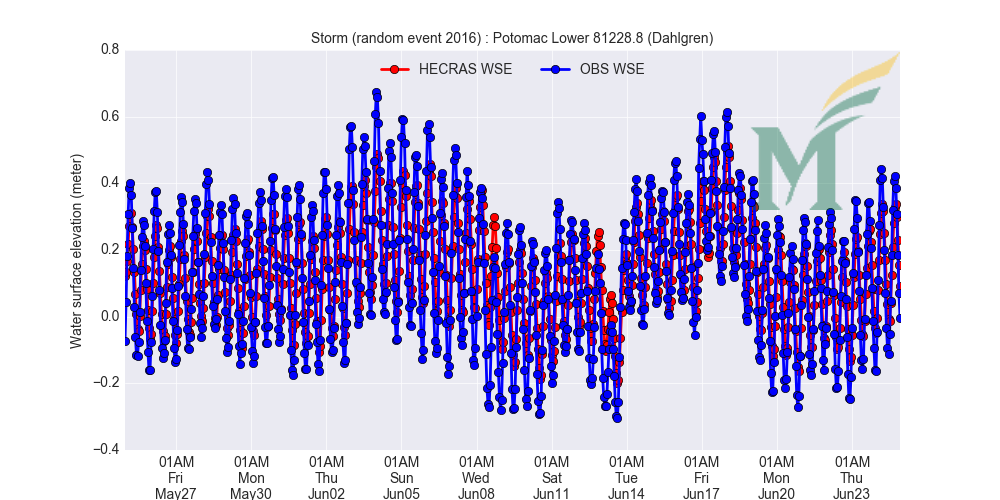 Storm (random event 2016) : Potomac Lower 81228.8 (Dahlgren)
HECRAS WSE OBS WSE
Water surface elevation (meter)
0.8
0.6
0.4
0.2
0.0
−0.2
−0.4
01AM 01AM 01AM 01AM 01AM 01AM 01AM 01AM 01AM 01AM
Fri Mon Thu Sun Wed Sat Tue Fri Mon Thu
May27 May30 Jun02 Jun05 Jun08 Jun11 Jun14 Jun17 Jun20 Jun23
M